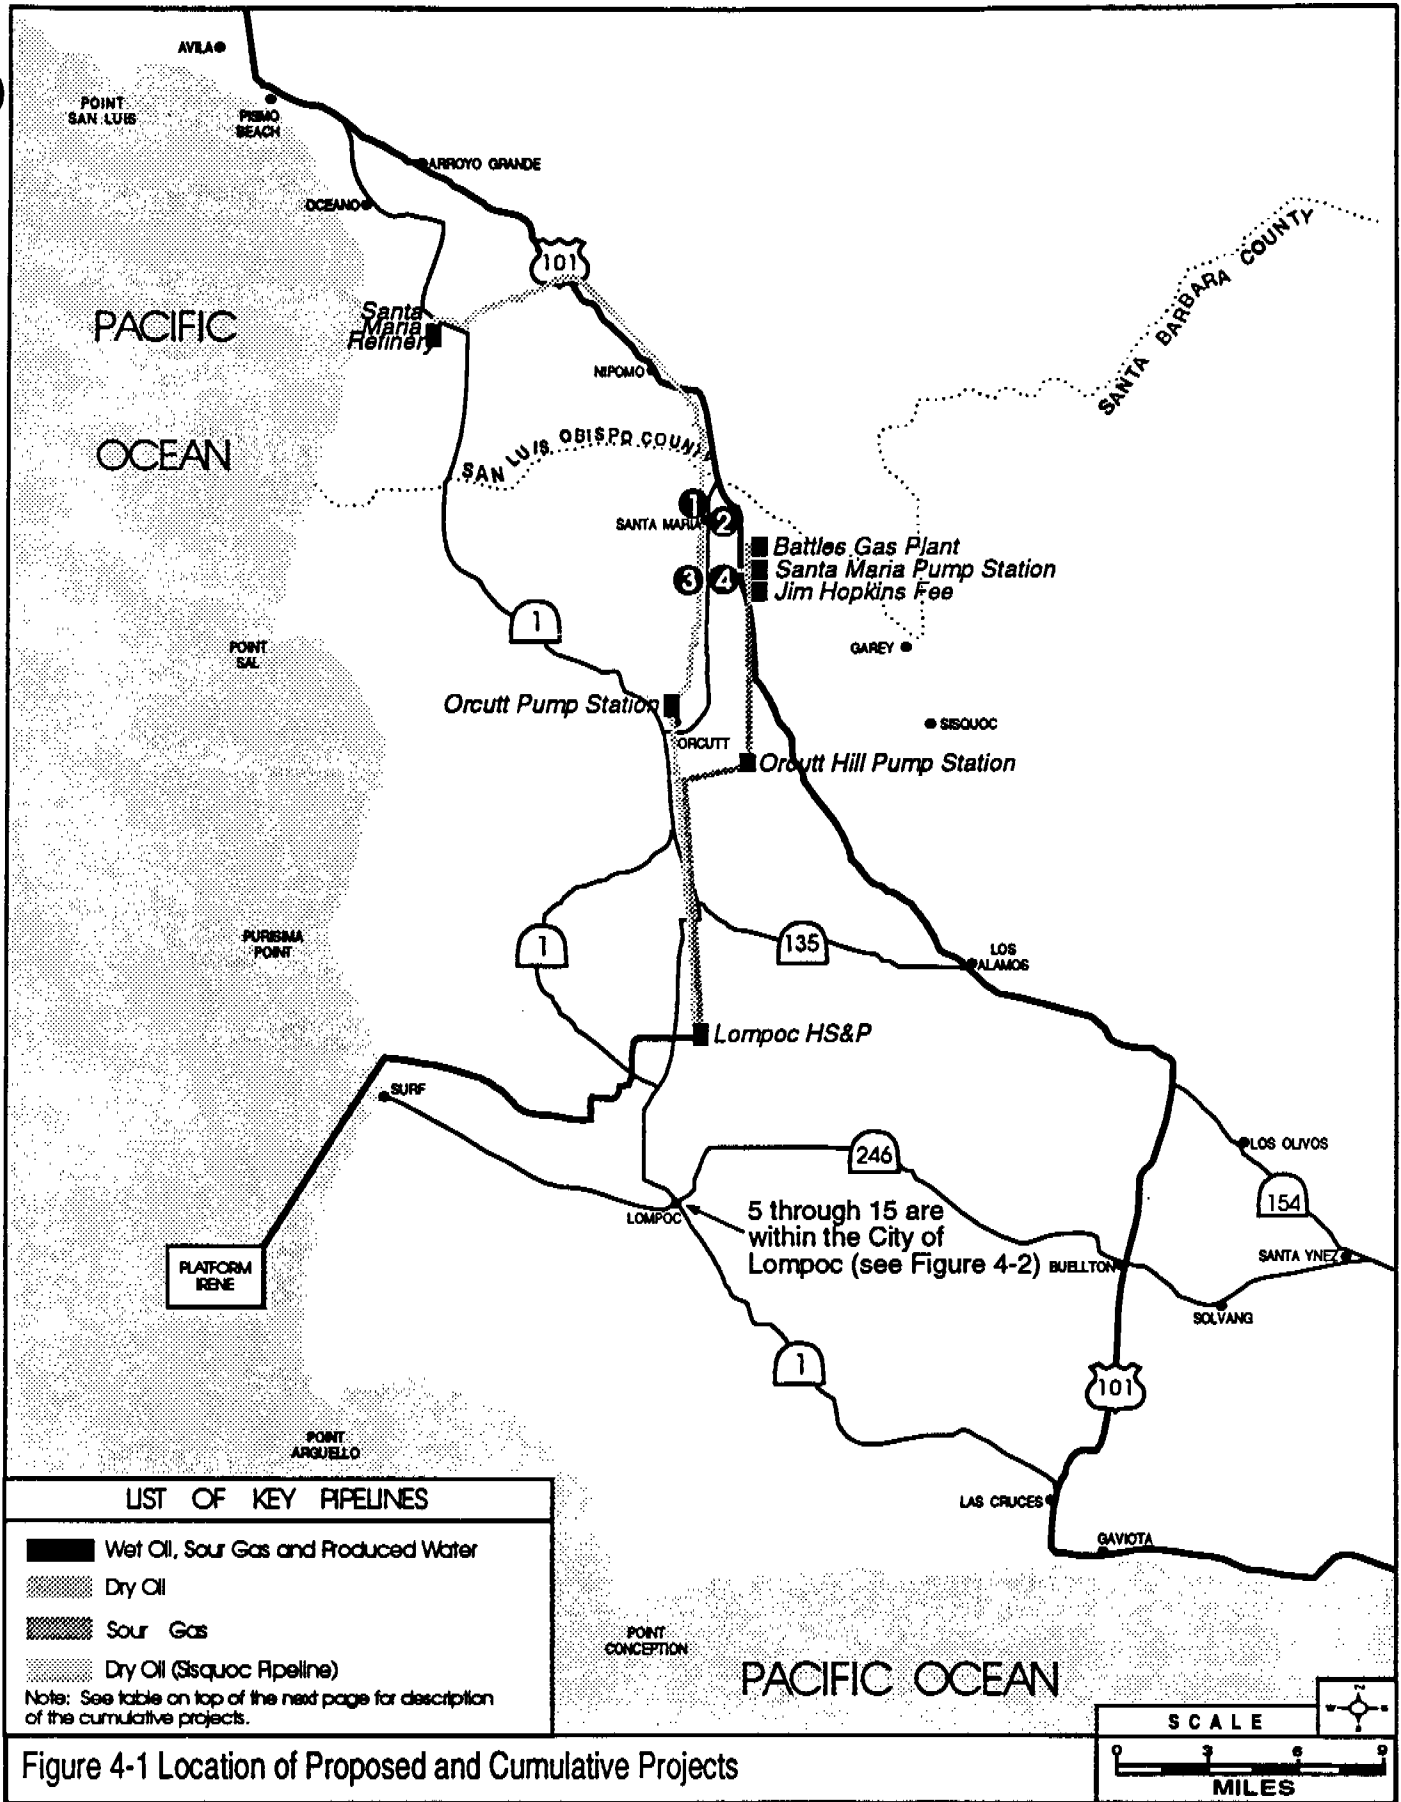 AVILA
POINT
SAN LUIS
PISMO
BEACH
ARROYO GRANDE
OCEANO
101
SANTA BARBARA COUNTY
Santa
Maria
Refinery
PACIFIC
OCEAN
NIPOMO
SAN LUIS OBISPO COUNTY
1
SANTA MARIA
2
Battles Gas Plant
Santa Maria Pump Station
Jim Hopkins Fee
3
4
1
POINT
SAL
GAREY
Orcutt Pump Station
SISQUOC
ORCUTT
Orcutt Hill Pump Station
PURISIMA
POINT
1
135
LOS
ALAMOS
Lompoc HS&P
SURF
246
LOS OLIVOS
154
LOMPOC
5 through 15 are
within the City of
Lompoc (see Figure 4-2)
BUELLTON
SANTA YNEZ
SOLVANG
PLATFORM
IRENE
1
101
POINT
ARGUELLO
LAS CRUCES
GAVIOTA
LIST OF KEY PIPELINES
Wet Oil, Sour Gas and Produced Water
Dry Oil
Sour Gas
Dry Oil (Sisquoc Pipeline)
Note: See table on top of the next page for description
of the cumulative projects.
POINT
CONCEPTION
PACIFIC OCEAN
SCALE
N
W E
S
0 3 6 9
MILES
Figure 4-1 Location of Proposed and Cumulative Projects